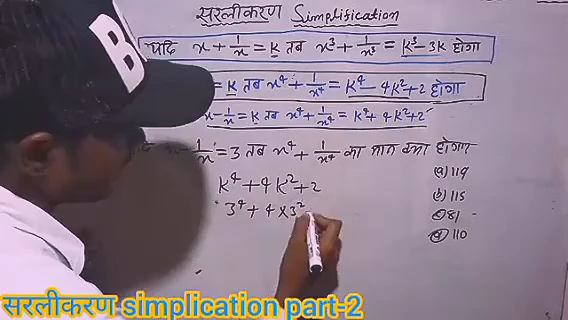 सरलीकरण Simplification
यदि x + 1/x = K तब x³ + 1/x³ = K³ - 3K होगा
= K तब x⁴ + 1/x⁴ = K⁴ - 4K² + 2 होगा
x - 1/x = K तब x⁴ + 1/x⁴ = K⁴ + 4K² + 2
1/x = 3 तब x⁴ + 1/x⁴ का मान क्या होगा?
(a) 119
K⁴ + 4K² + 2
(b) 115
3⁴ + 4 × 3²
(c) 81
(d) 110
B
सरलीकरण simplication part-2